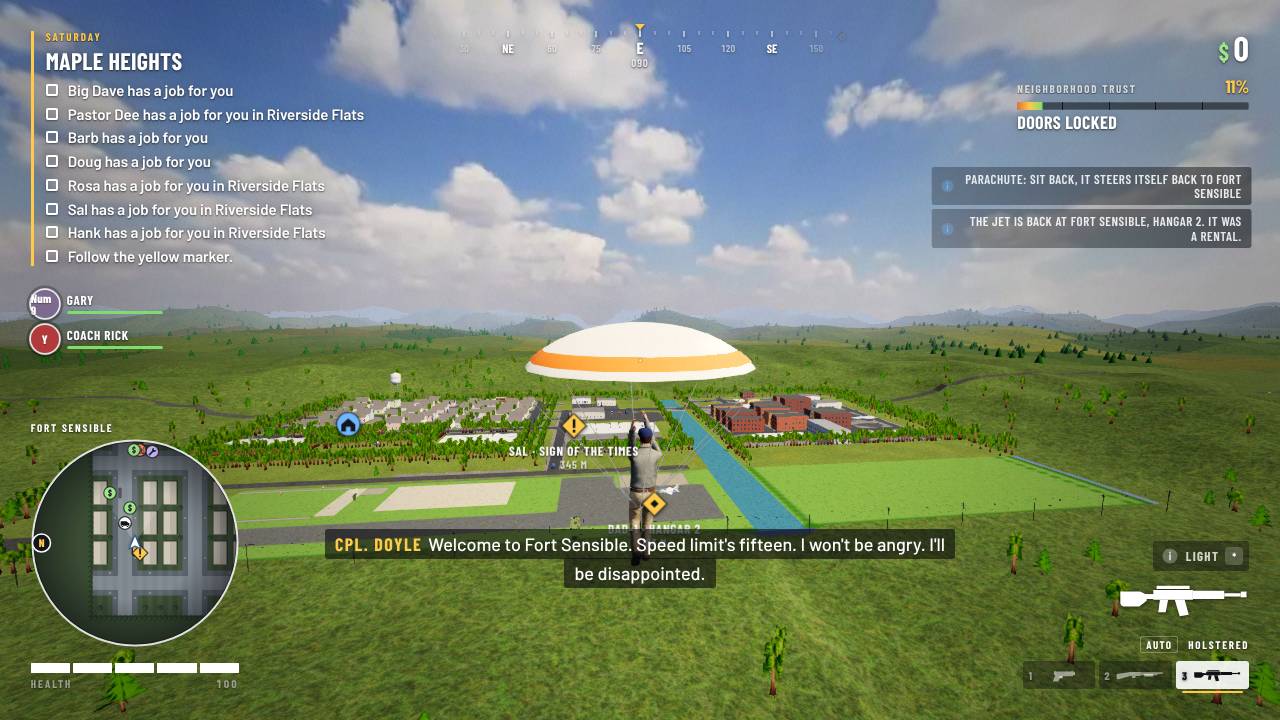 SATURDAY
MAPLE HEIGHTS
Big Dave has a job for you
Pastor Dee has a job for you in Riverside Flats
Barb has a job for you
Doug has a job for you
Rosa has a job for you in Riverside Flats
Sal has a job for you in Riverside Flats
Hank has a job for you in Riverside Flats
Follow the yellow marker.
NE 60 75 E 105 120 SE 150
090
$0
NEIGHBORHOOD TRUST 11%
DOORS LOCKED
PARACHUTE: SIT BACK, IT STEERS ITSELF BACK TO FORT
SENSIBLE
THE JET IS BACK AT FORT SENSIBLE, HANGAR 2. IT WAS
A RENTAL.
Num
9
GARY
Y
COACH RICK
FORT SENSIBLE
N
SAL · SIGN OF THE TIMES
345 M
DAD HANGAR 2
CPL. DOYLE Welcome to Fort Sensible. Speed limit's fifteen. I won't be angry. I'll
be disappointed.
LIGHT
AUTO HOLSTERED
1 2 3
HEALTH 100